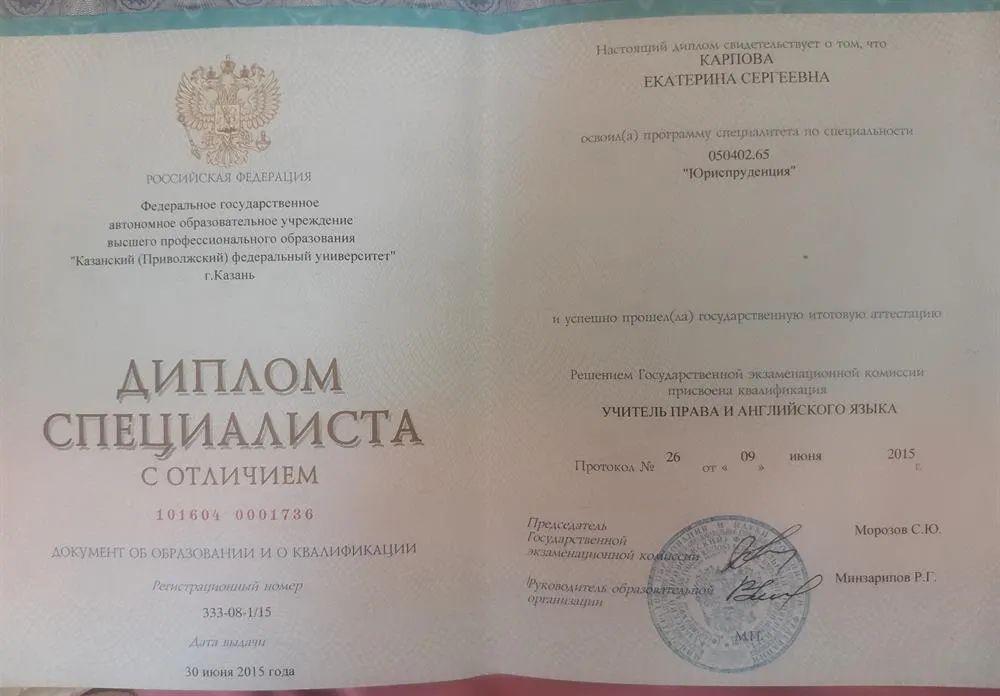 РОССИЙСКАЯ ФЕДЕРАЦИЯ
Федеральное государственное
автономное образовательное учреждение
высшего профессионального образования
"Казанский (Приволжский) федеральный университет"
г.Казань
ДИПЛОМ
СПЕЦИАЛИСТА
С ОТЛИЧИЕМ
101604 0001736
ДОКУМЕНТ ОБ ОБРАЗОВАНИИ И О КВАЛИФИКАЦИИ
Регистрационный номер
333-08-1/15
Дата выдачи
30 июня 2015 года
Настоящий диплом свидетельствует о том, что
КАРПОВА
ЕКАТЕРИНА СЕРГЕЕВНА
освоил(а) программу специалитета по специальности
050402.65
"Юриспруденция"
и успешно прошел(ла) государственную итоговую аттестацию
Решением Государственной экзаменационной комиссии
присвоена квалификация
УЧИТЕЛЬ ПРАВА И АНГЛИЙСКОГО ЯЗЫКА
Протокол № 26 от « 09 » июня 2015 г.
Председатель
Государственной
экзаменационной комиссии
Морозов С.Ю.
Руководитель образовательной
организации
Минзарипов Р.Г.
М.П.